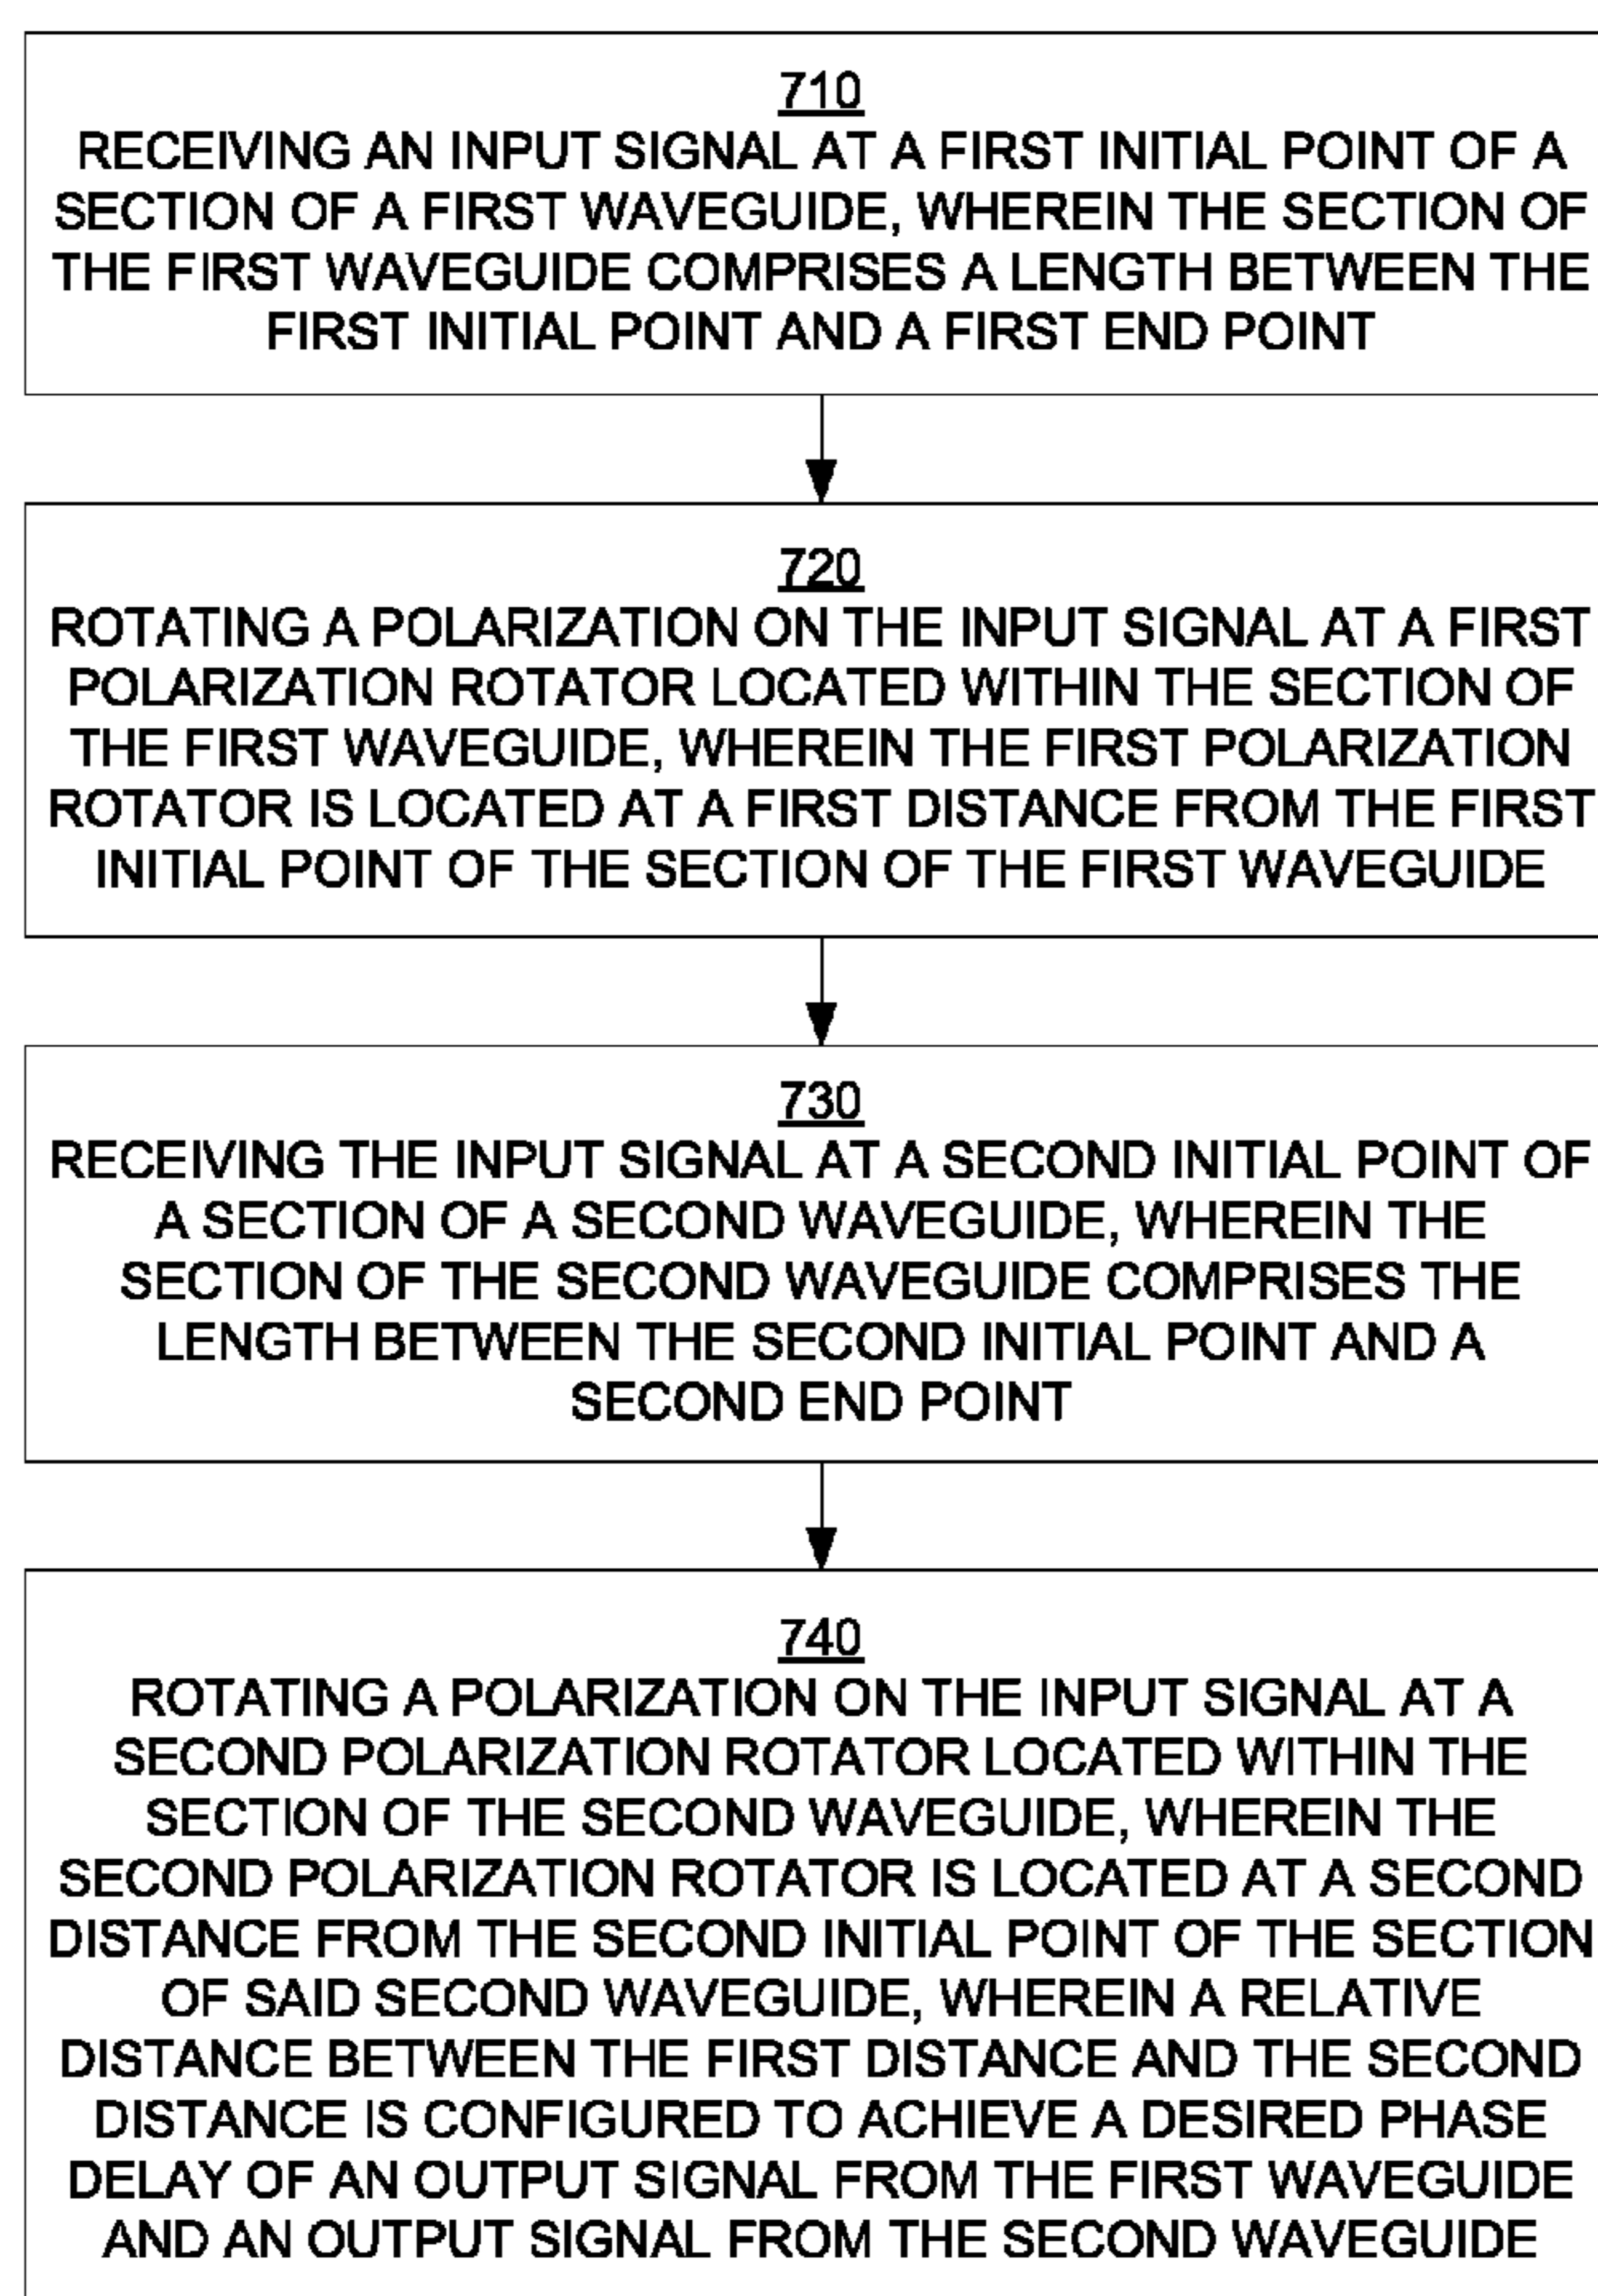 710
RECEIVING AN INPUT SIGNAL AT A FIRST INITIAL POINT OF A
SECTION OF A FIRST WAVEGUIDE, WHEREIN THE SECTION OF
THE FIRST WAVEGUIDE COMPRISES A LENGTH BETWEEN THE
FIRST INITIAL POINT AND A FIRST END POINT
720
ROTATING A POLARIZATION ON THE INPUT SIGNAL AT A FIRST
POLARIZATION ROTATOR LOCATED WITHIN THE SECTION OF
THE FIRST WAVEGUIDE, WHEREIN THE FIRST POLARIZATION
ROTATOR IS LOCATED AT A FIRST DISTANCE FROM THE FIRST
INITIAL POINT OF THE SECTION OF THE FIRST WAVEGUIDE
730
RECEIVING THE INPUT SIGNAL AT A SECOND INITIAL POINT OF
A SECTION OF A SECOND WAVEGUIDE, WHEREIN THE
SECTION OF THE SECOND WAVEGUIDE COMPRISES THE
LENGTH BETWEEN THE SECOND INITIAL POINT AND A
SECOND END POINT
740
ROTATING A POLARIZATION ON THE INPUT SIGNAL AT A
SECOND POLARIZATION ROTATOR LOCATED WITHIN THE
SECTION OF THE SECOND WAVEGUIDE, WHEREIN THE
SECOND POLARIZATION ROTATOR IS LOCATED AT A SECOND
DISTANCE FROM THE SECOND INITIAL POINT OF THE SECTION
OF SAID SECOND WAVEGUIDE, WHEREIN A RELATIVE
DISTANCE BETWEEN THE FIRST DISTANCE AND THE SECOND
DISTANCE IS CONFIGURED TO ACHIEVE A DESIRED PHASE
DELAY OF AN OUTPUT SIGNAL FROM THE FIRST WAVEGUIDE
AND AN OUTPUT SIGNAL FROM THE SECOND WAVEGUIDE